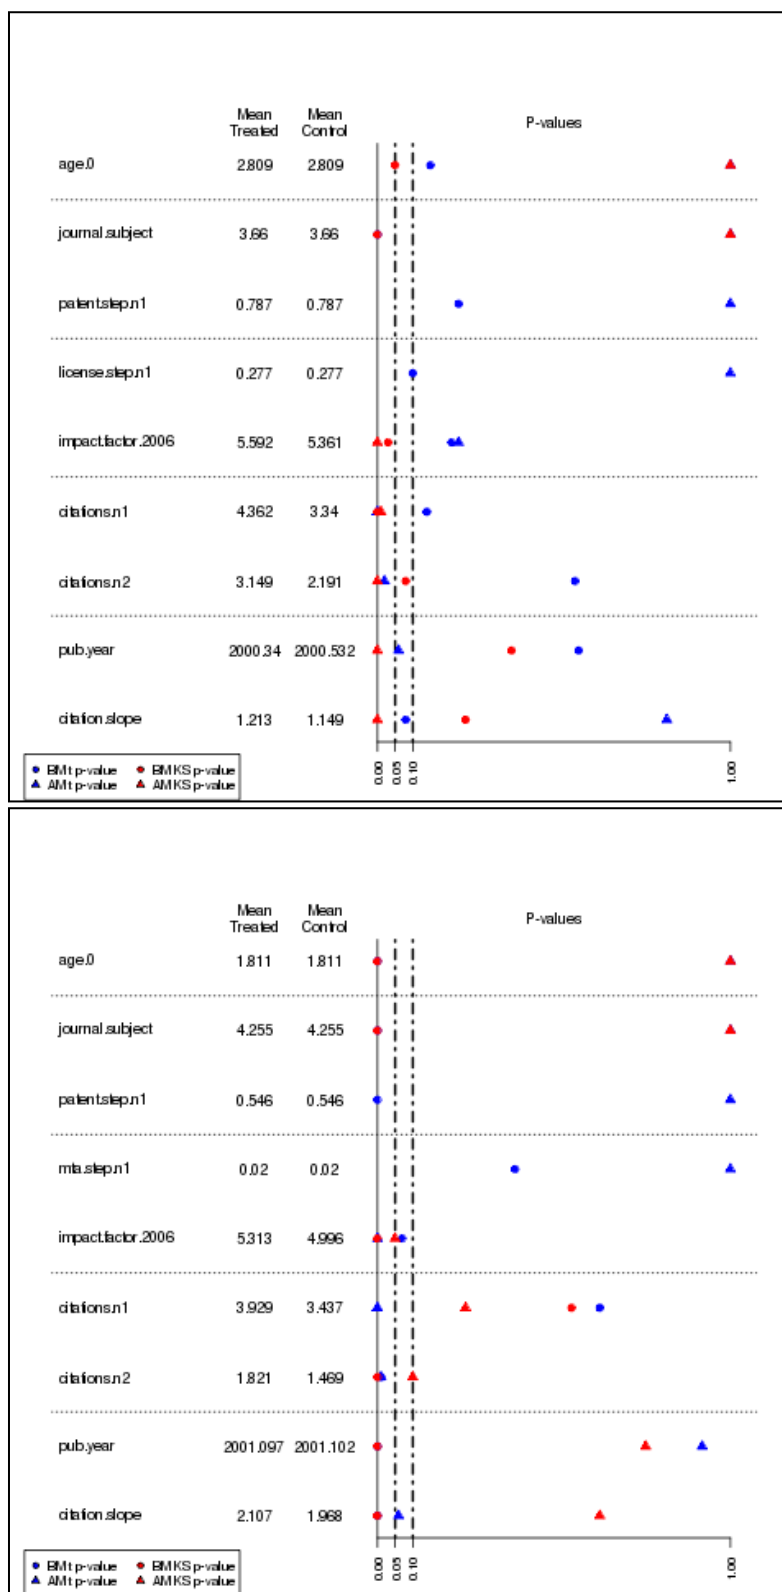 Mean Treated Mean Control P-values
age.0 2.809 2.809
journal.subject 3.66 3.66
patent.step.n1 0.787 0.787
license.step.n1 0.277 0.277
impact.factor.2006 5.592 5.361
citations.n1 4.362 3.34
citations.n2 3.149 2.191
pub.year 2000.34 2000.532
citation.slope 1.213 1.149
0.00 0.05 0.10 1.00
BM t p-value BM KS p-value
AM t p-value AM KS p-value
Mean Treated Mean Control P-values
age.0 1.811 1.811
journal.subject 4.255 4.255
patent.step.n1 0.546 0.546
mta.step.n1 0.02 0.02
impact.factor.2006 5.313 4.996
citations.n1 3.929 3.437
citations.n2 1.821 1.469
pub.year 2001.097 2001.102
citation.slope 2.107 1.968
0.00 0.05 0.10 1.00
BM t p-value BM KS p-value
AM t p-value AM KS p-value